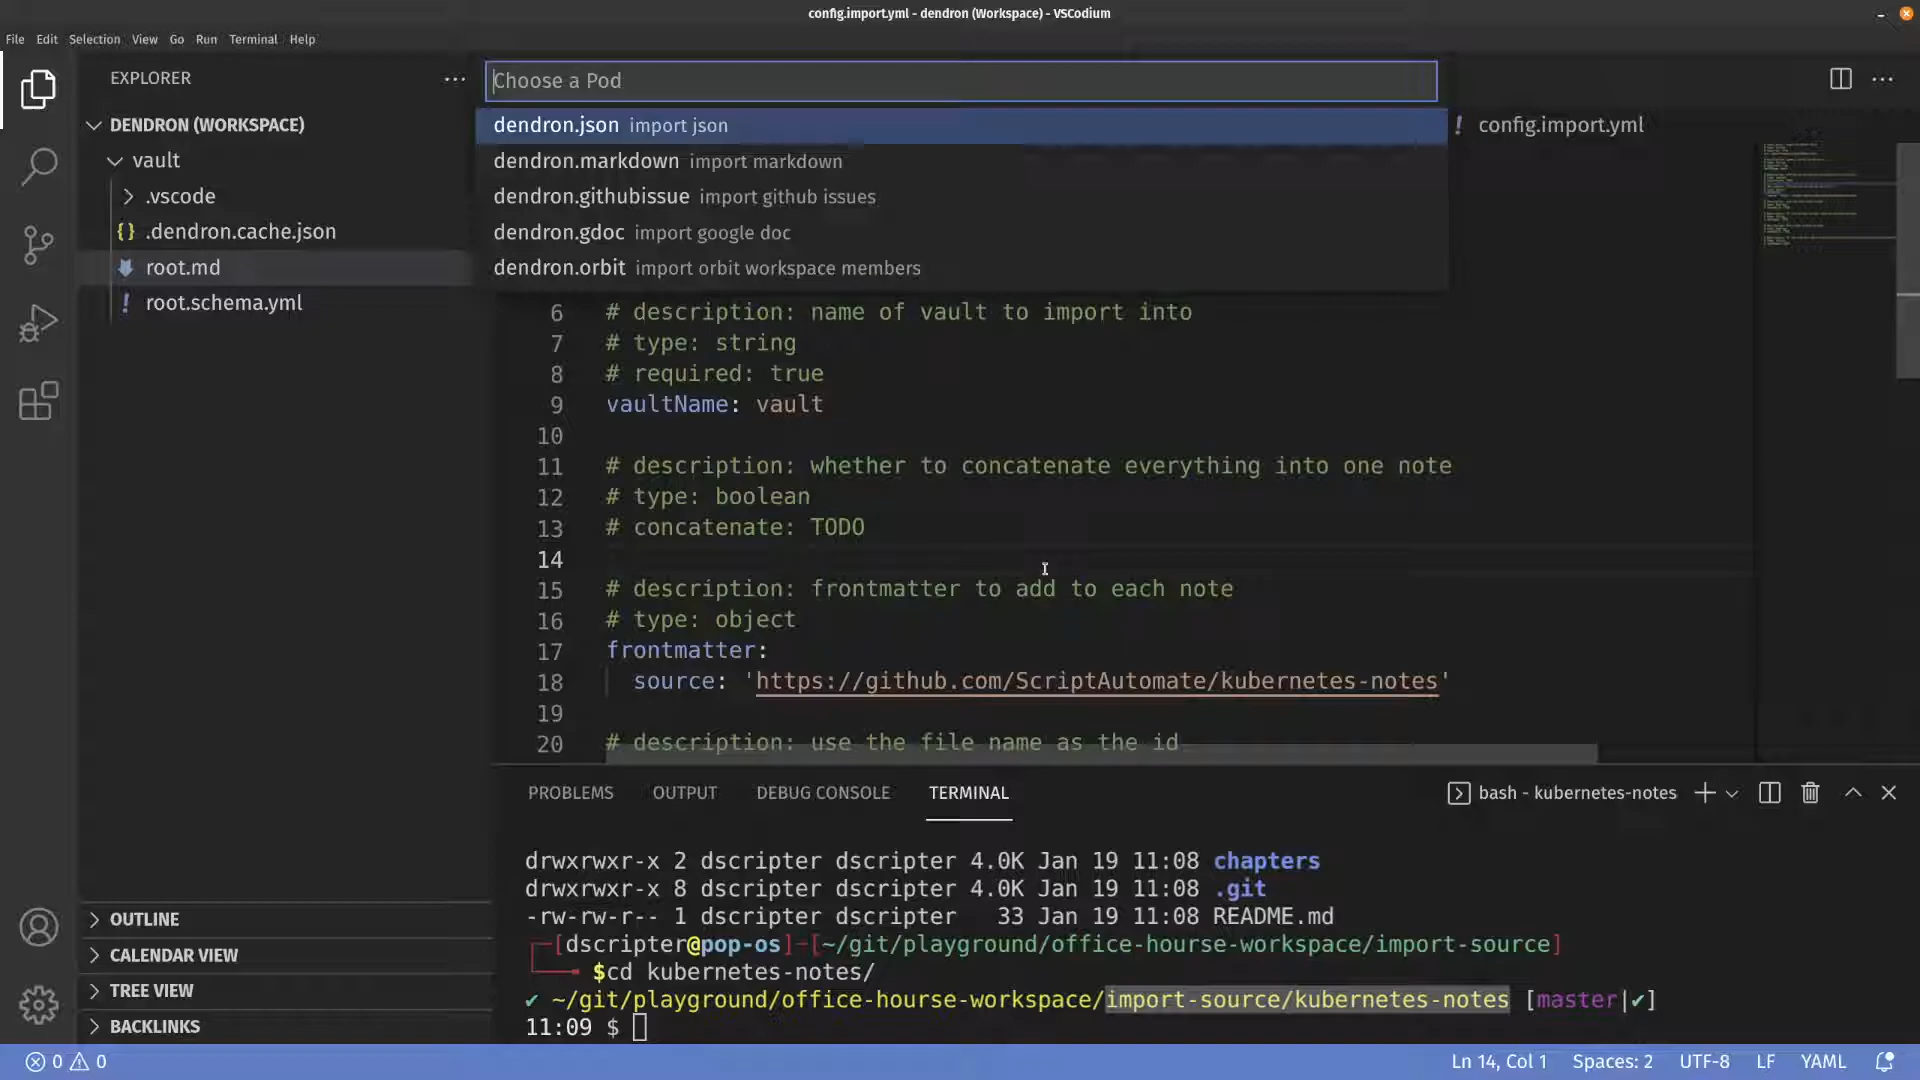 config.import.yml - dendron (Workspace) - VSCodium
File Edit Selection View Go Run Terminal Help
EXPLORER
DENDRON (WORKSPACE)
vault
.vscode
{} .dendron.cache.json
root.md
! root.schema.yml
OUTLINE
CALENDAR VIEW
TREE VIEW
BACKLINKS
Choose a Pod
dendron.json import json
dendron.markdown import markdown
dendron.githubissue import github issues
dendron.gdoc import google doc
dendron.orbit import orbit workspace members
! config.import.yml
6 # description: name of vault to import into
7 # type: string
8 # required: true
9 vaultName: vault
10
11 # description: whether to concatenate everything into one note
12 # type: boolean
13 # concatenate: TODO
14
15 # description: frontmatter to add to each note
16 # type: object
17 frontmatter:
18 source: 'https://github.com/ScriptAutomate/kubernetes-notes'
19
20 # description: use the file name as the id
PROBLEMS OUTPUT DEBUG CONSOLE TERMINAL
bash - kubernetes-notes
drwxrwxr-x 2 dscripter dscripter 4.0K Jan 19 11:08 chapters
drwxrwxr-x 8 dscripter dscripter 4.0K Jan 19 11:08 .git
-rw-rw-r-- 1 dscripter dscripter 33 Jan 19 11:08 README.md
[dscripter@pop-os]-[~/git/playground/office-hourse-workspace/import-source]
$cd kubernetes-notes/
✔ ~/git/playground/office-hourse-workspace/import-source/kubernetes-notes [master|✔]
11:09 $
0 0
Ln 14, Col 1 Spaces: 2 UTF-8 LF YAML